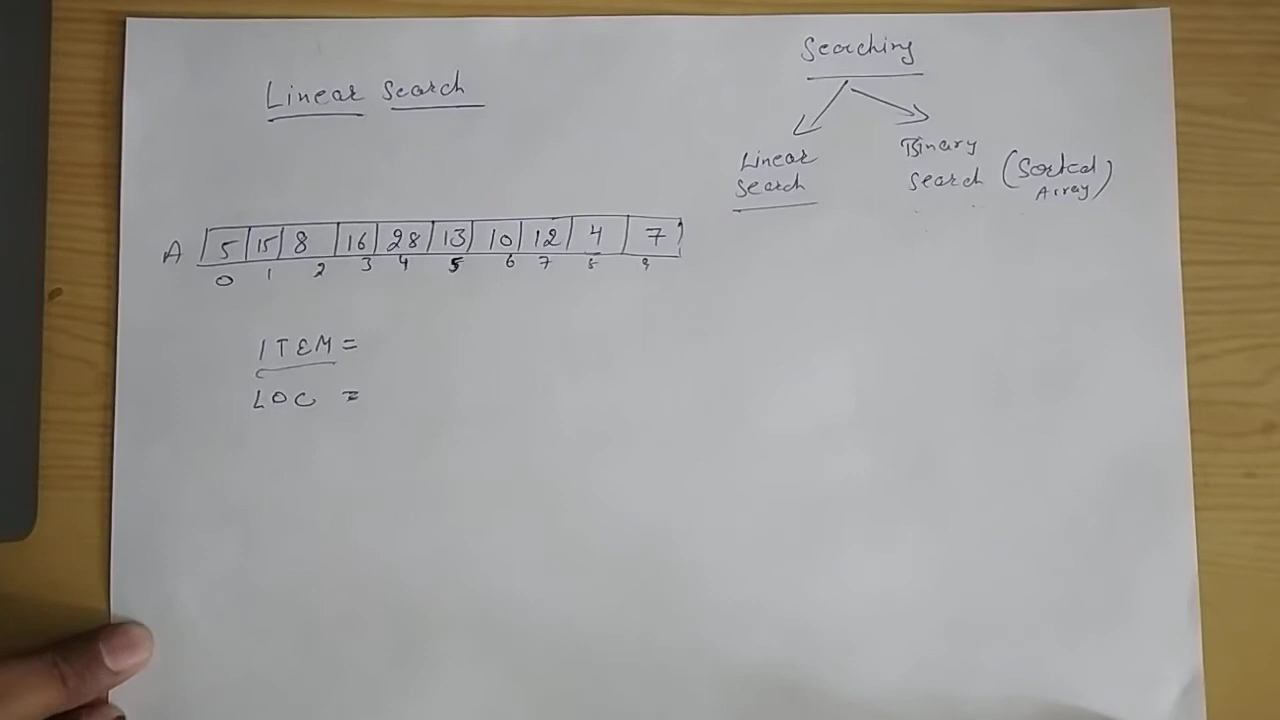 Linear Search
Searching
Linear
Search
Binary
Search (Sorted
Array)
A 5 15 8 16 28 13 10 12 4 7
0 1 2 3 4 5 6 7 8 9
ITEM =
LOC =